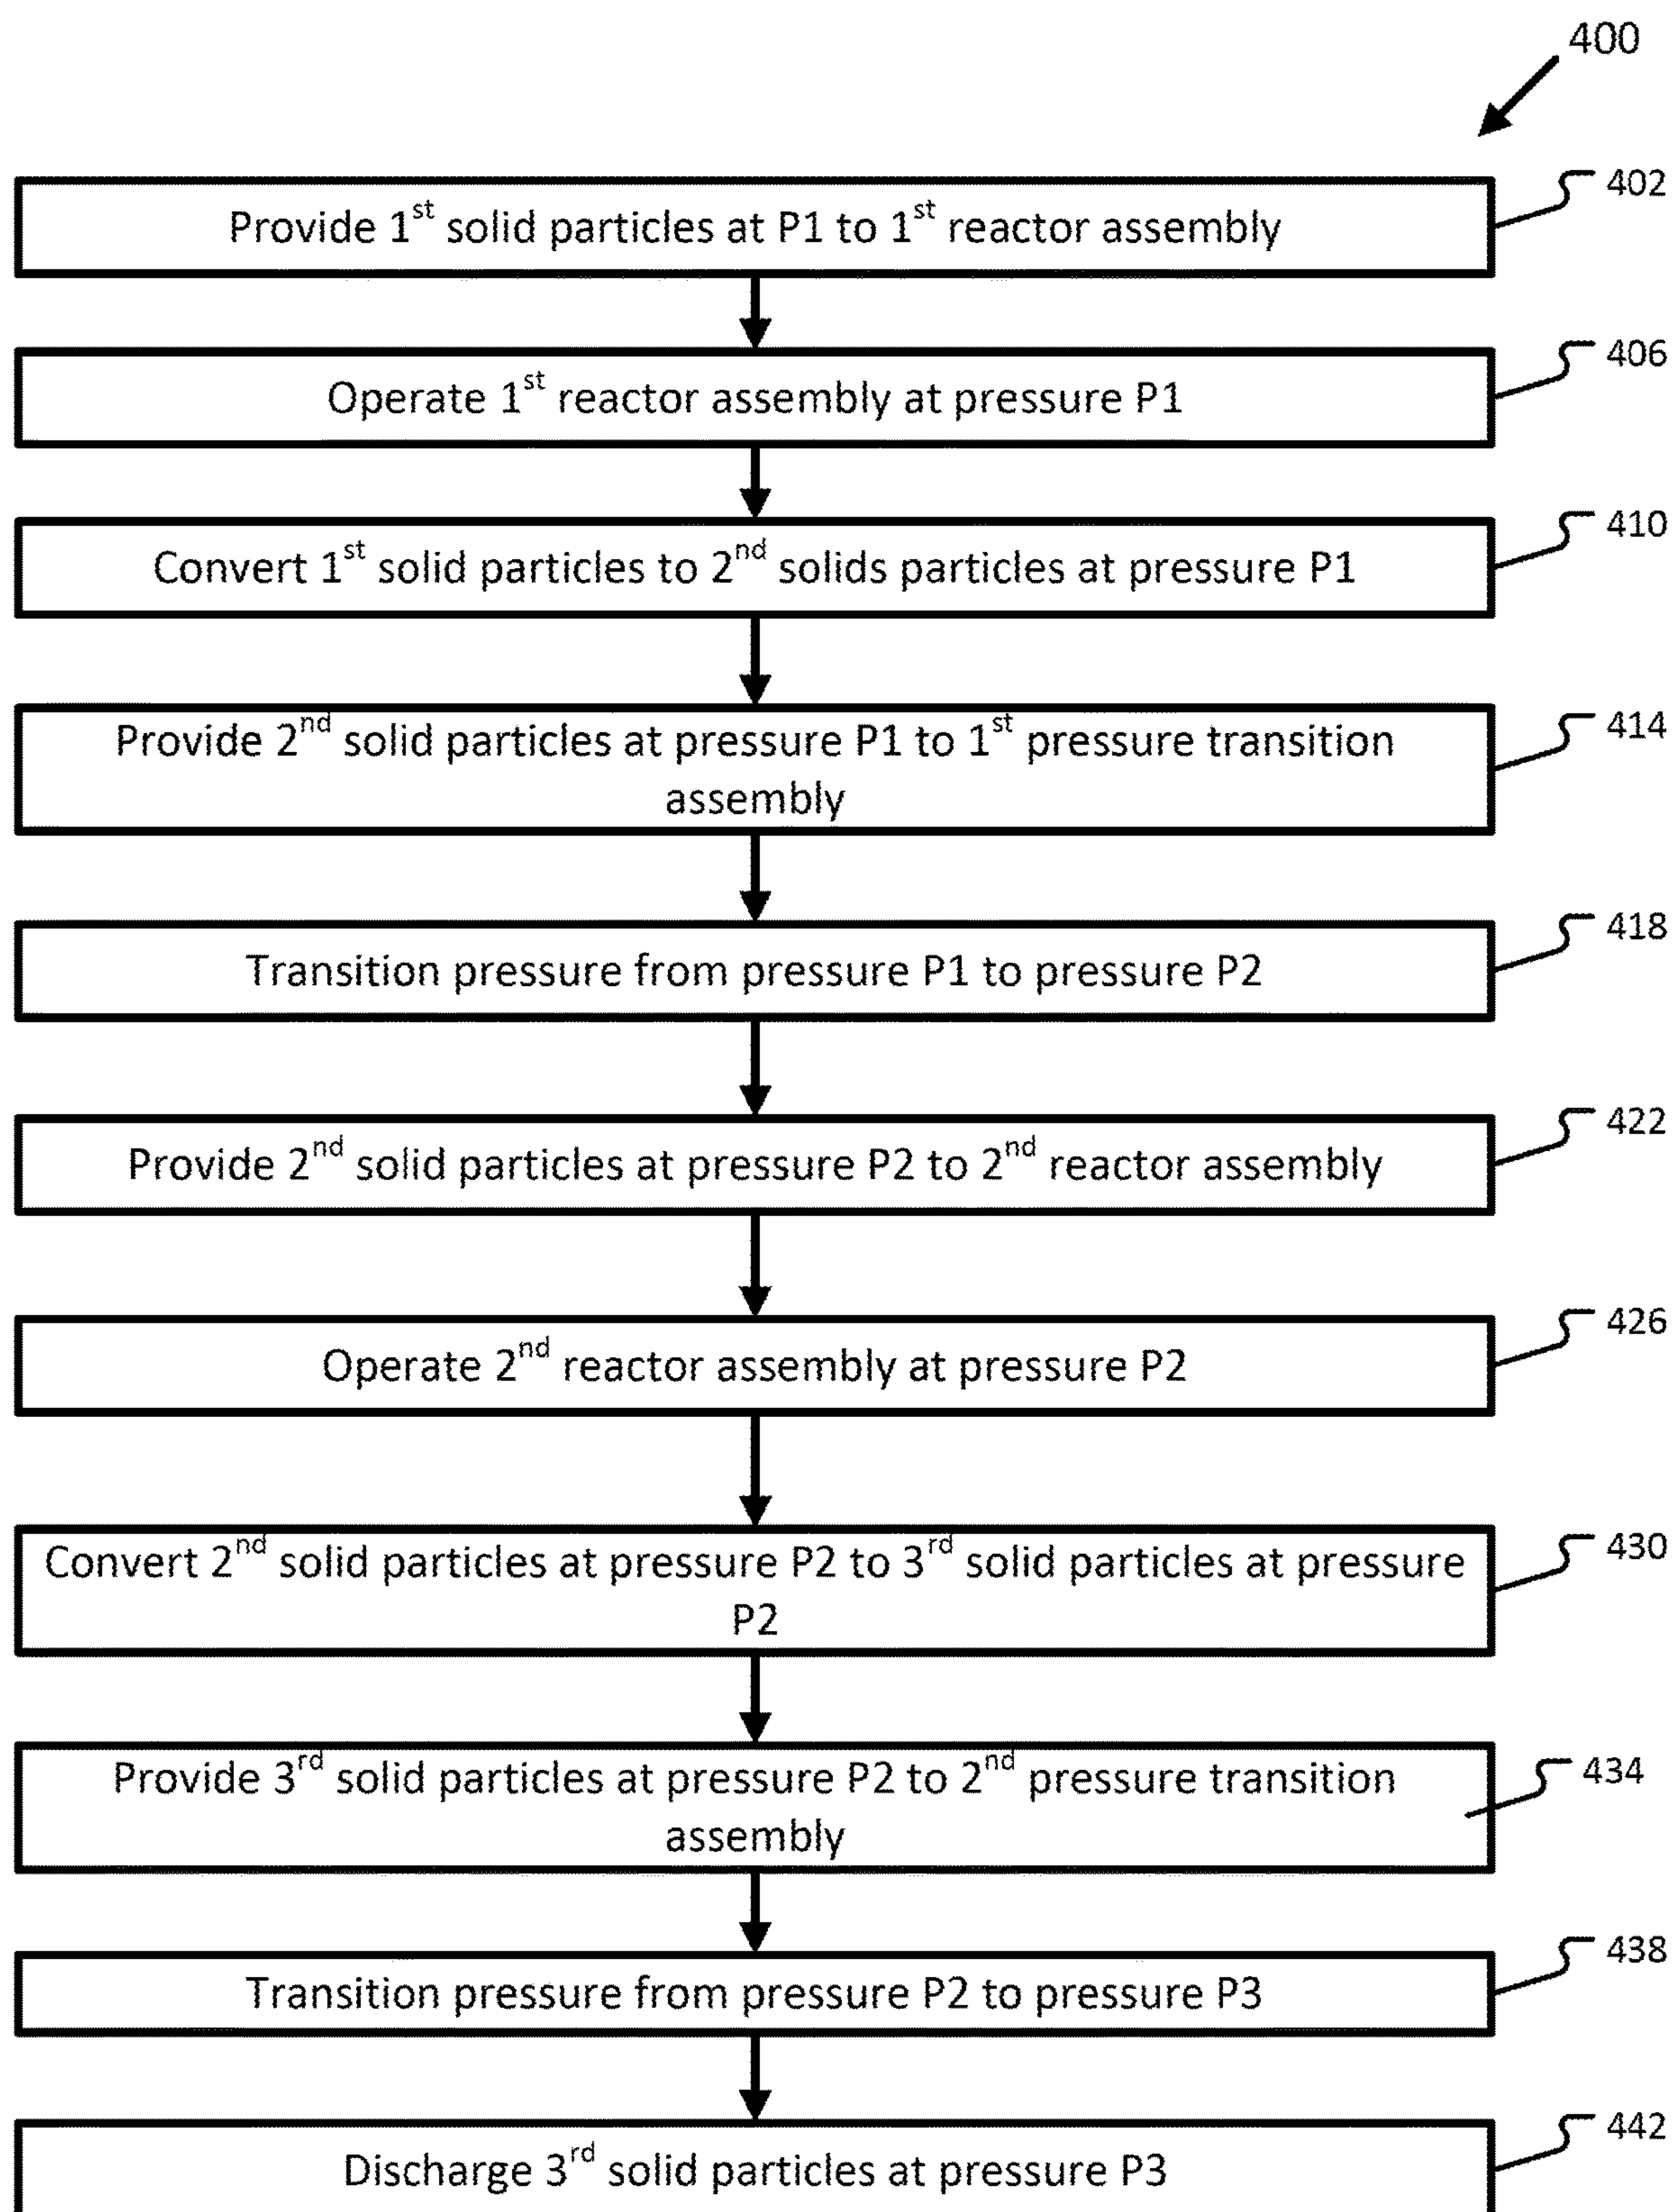 400
402
Provide 1st solid particles at P1 to 1st reactor assembly
406
Operate 1st reactor assembly at pressure P1
410
Convert 1st solid particles to 2nd solids particles at pressure P1
414
Provide 2nd solid particles at pressure P1 to 1st pressure transition
assembly
418
Transition pressure from pressure P1 to pressure P2
422
Provide 2nd solid particles at pressure P2 to 2nd reactor assembly
426
Operate 2nd reactor assembly at pressure P2
430
Convert 2nd solid particles at pressure P2 to 3rd solid particles at pressure
P2
434
Provide 3rd solid particles at pressure P2 to 2nd pressure transition
assembly
438
Transition pressure from pressure P2 to pressure P3
442
Discharge 3rd solid particles at pressure P3